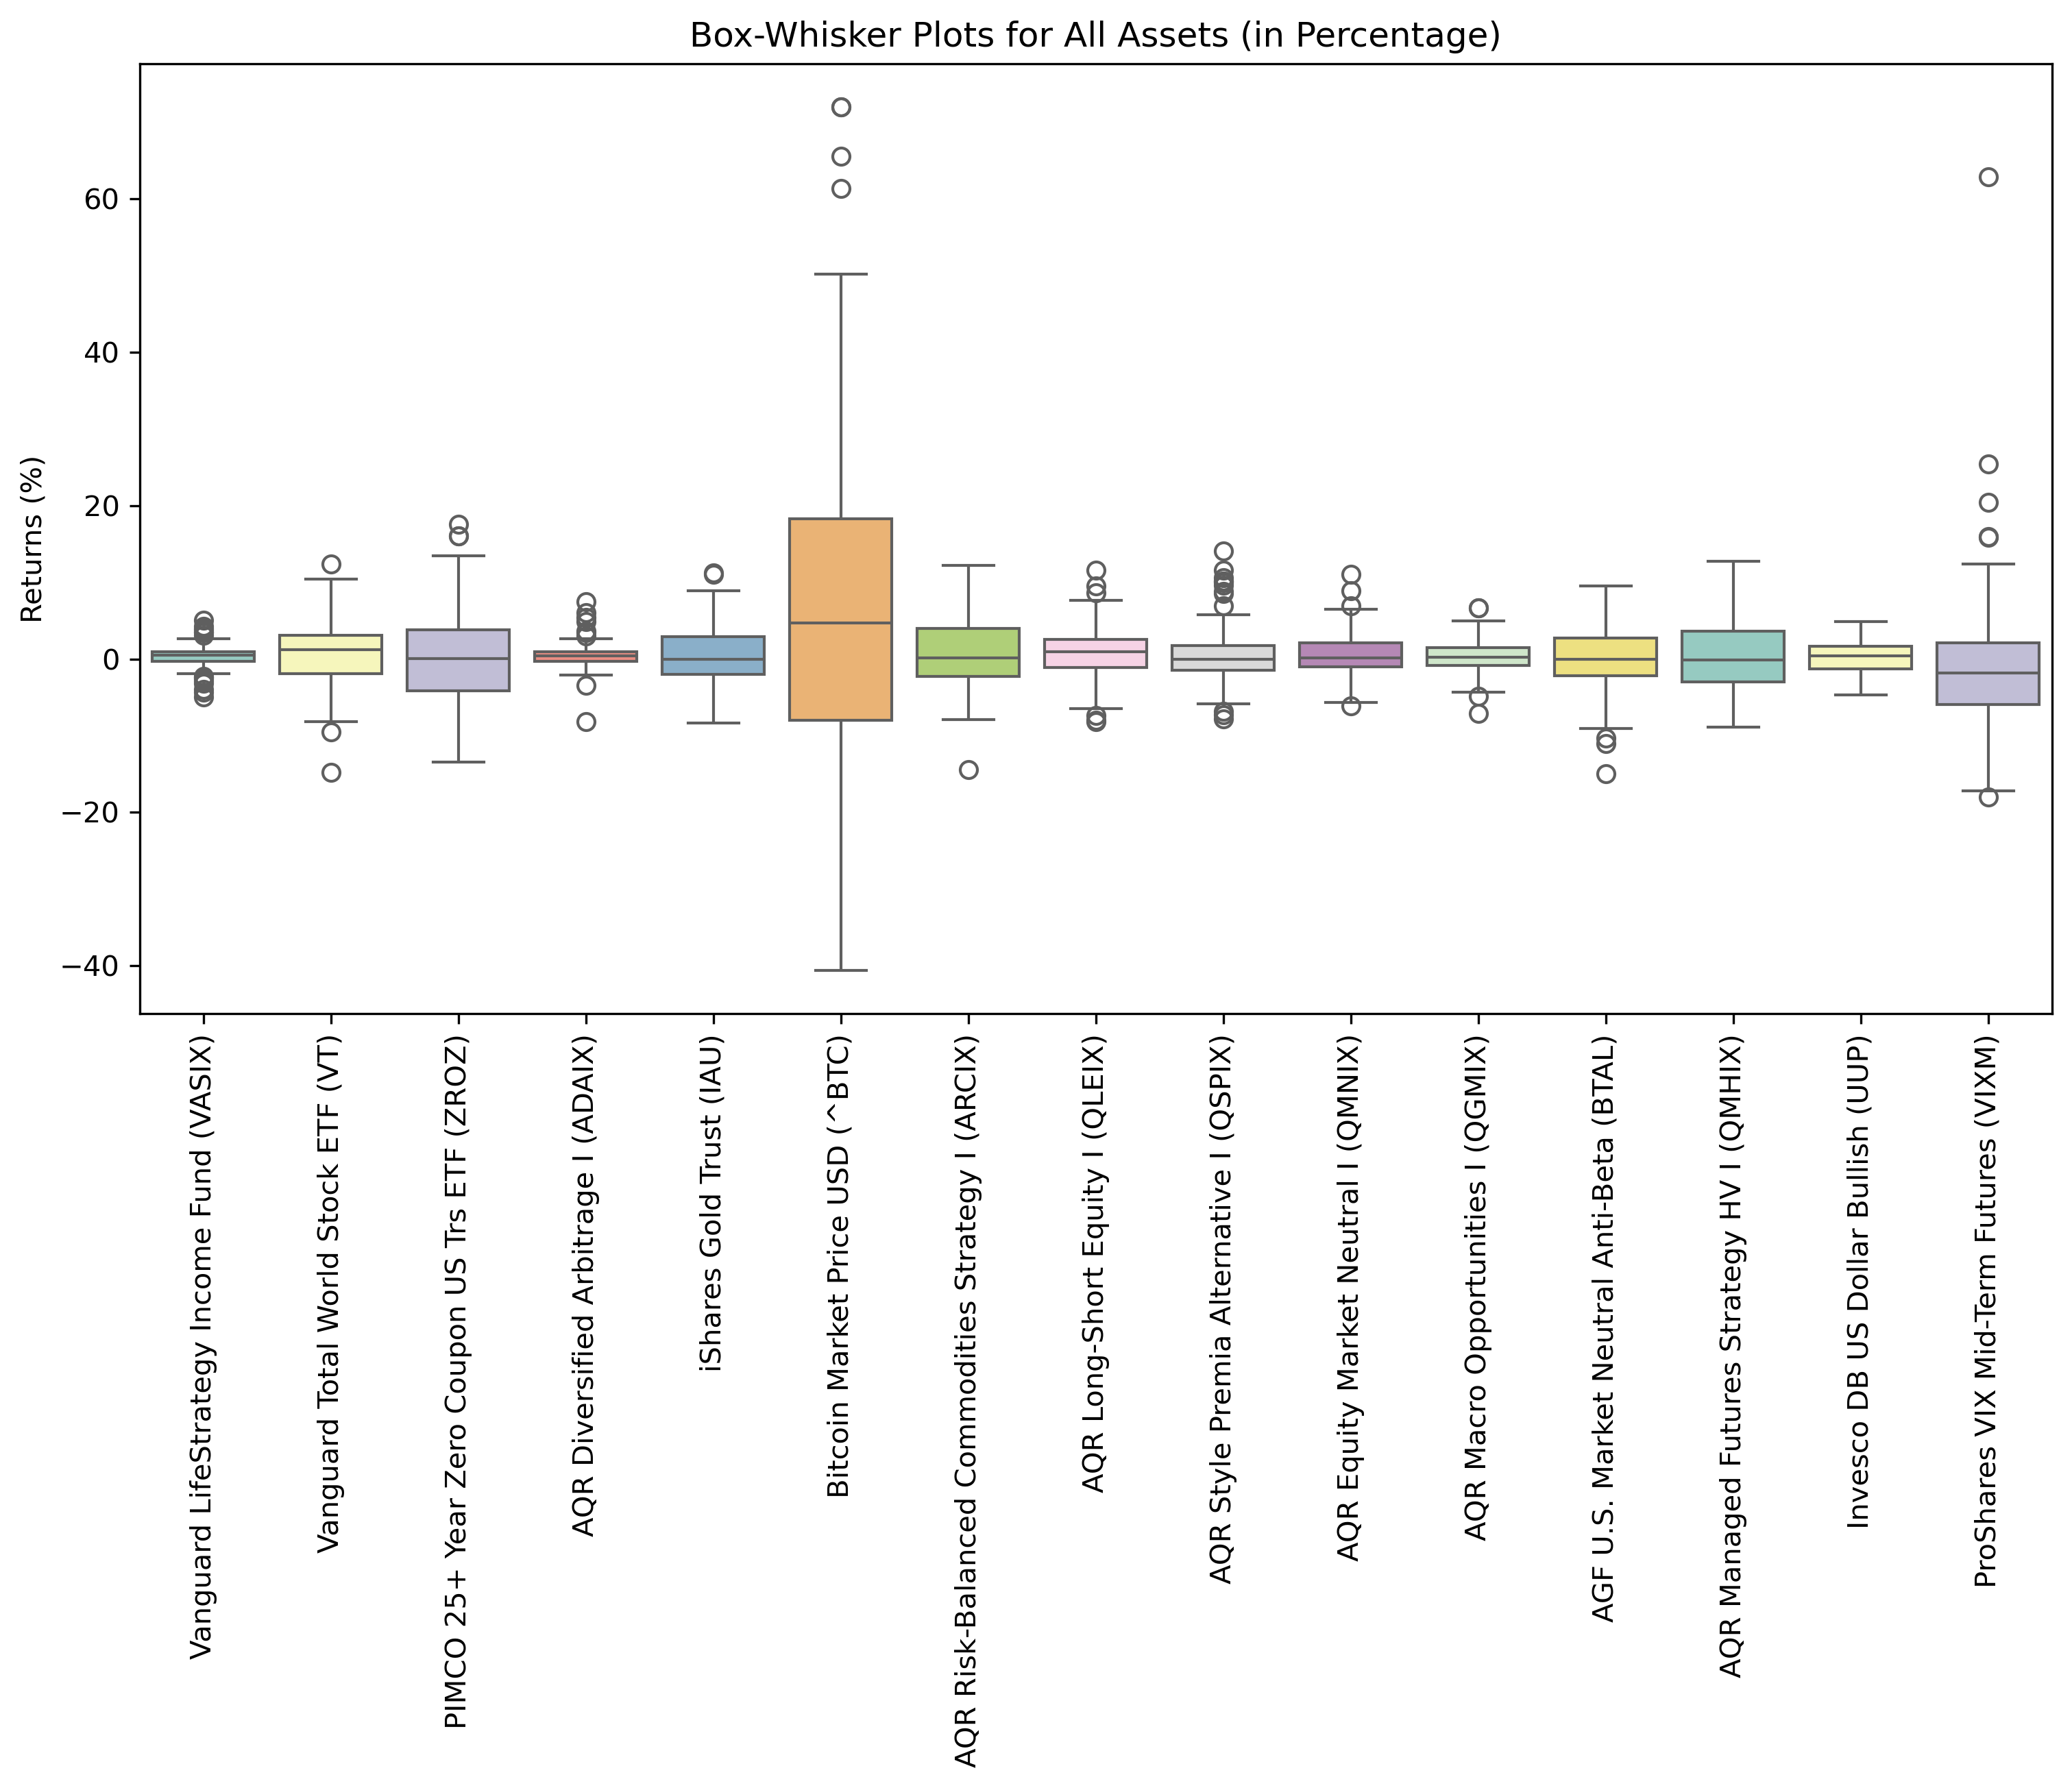 Box-Whisker Plots for All Assets (in Percentage)
Returns (%)
60
40
20
0
−20
−40
Vanguard LifeStrategy Income Fund (VASIX)
Vanguard Total World Stock ETF (VT)
PIMCO 25+ Year Zero Coupon US Trs ETF (ZROZ)
AQR Diversified Arbitrage I (ADAIX)
iShares Gold Trust (IAU)
Bitcoin Market Price USD (^BTC)
AQR Risk-Balanced Commodities Strategy I (ARCIX)
AQR Long-Short Equity I (QLEIX)
AQR Style Premia Alternative I (QSPIX)
AQR Equity Market Neutral I (QMNIX)
AQR Macro Opportunities I (QGMIX)
AGF U.S. Market Neutral Anti-Beta (BTAL)
AQR Managed Futures Strategy HV I (QMHIX)
Invesco DB US Dollar Bullish (UUP)
ProShares VIX Mid-Term Futures (VIXM)